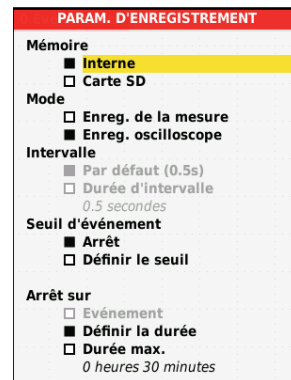 PARAM. D'ENREGISTREMENT
Mémoire
Interne
Carte SD
Mode
Enreg. de la mesure
Enreg. oscilloscope
Intervalle
Par défaut (0.5s)
Durée d'intervalle
0.5 secondes
Seuil d'événement
Arrêt
Définir le seuil
Arrêt sur
Evénement
Définir la durée
Durée max.
0 heures 30 minutes